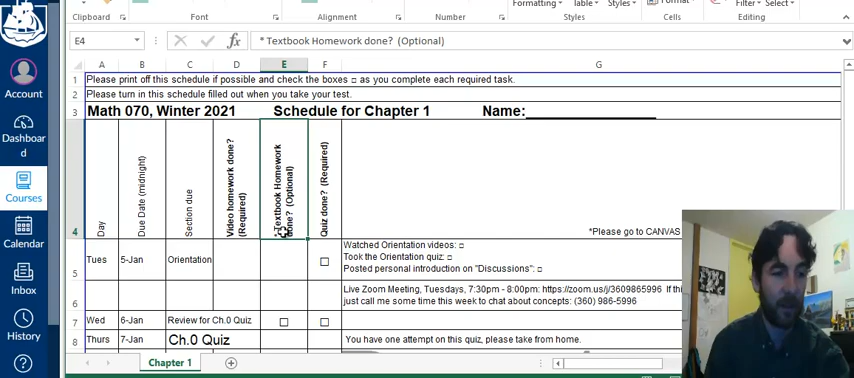 Clipboard
Font
Alignment
Number
Formatting
Table
Styles
Styles
Format
Cells
Filter
Select
Editing
E4
fx
* Textbook Homework done? (Optional)
A B C D E F G
1 Please print off this schedule if possible and check the boxes □ as you complete each required task.
2 Please turn in this schedule filled out when you take your test.
3 Math 070, Winter 2021 Schedule for Chapter 1 Name:
4
Day
Due Date (midnight)
Section due
Video homework done?
(Required)
*Textbook Homework
done? (Optional)
Quiz done? (Required)
*Please go to CANVAS
5 Tues 5-Jan Orientation □
Watched Orientation videos: □
Took the Orientation quiz: □
Posted personal introduction on "Discussions": □
6 Live Zoom Meeting, Tuesdays, 7:30pm - 8:00pm: https://zoom.us/j/3609865996 If thi
just call me some time this week to chat about concepts: (360) 986-5996
7 Wed 6-Jan Review for Ch.0 Quiz □ □
8 Thurs 7-Jan Ch.0 Quiz You have one attempt on this quiz, please take from home.
Chapter 1
Account
Dashboar
d
Courses
Calendar
Inbox
History